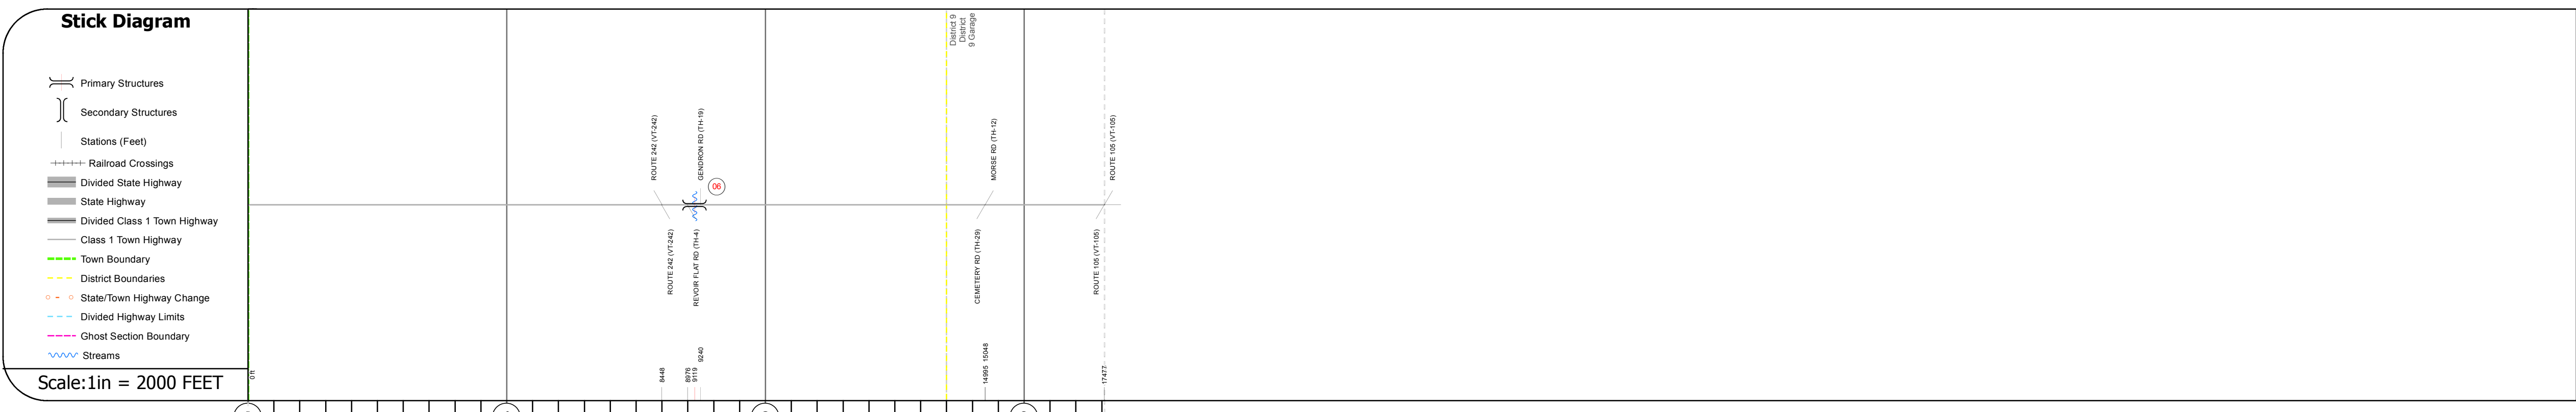 Stick Diagram
Primary Structures
Secondary Structures
Stations (Feet)
Railroad Crossings
Divided State Highway
State Highway
Divided Class 1 Town Highway
Class 1 Town Highway
Town Boundary
District Boundaries
State/Town Highway Change
Divided Highway Limits
Ghost Section Boundary
Streams
Scale:1in = 2000 FEET
0 ft
ROUTE 242 (VT-242)
ROUTE 242 (VT-242)
GENDRON RD (TH-19)
REVOIR FLAT RD (TH-4)
06
District 9
District
9 Garage
MORSE RD (TH-12)
CEMETERY RD (TH-29)
ROUTE 105 (VT-105)
ROUTE 105 (VT-105)
8448
8976
9119
9240
14995 15048
17477